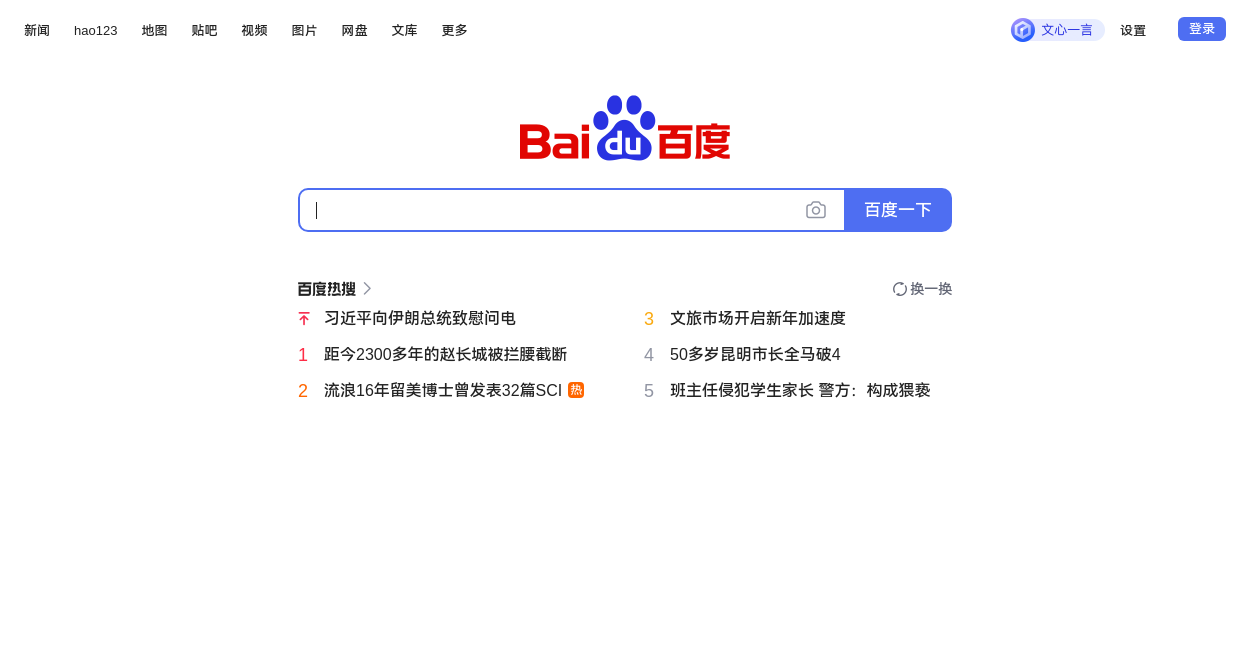 新闻 hao123 地图 贴吧 视频 图片 网盘 文库 更多 文心一言 设置 登录
Bai du 百度
百度一下
百度热搜 换一换
习近平向伊朗总统致慰问电
3 文旅市场开启新年加速度
1 距今2300多年的赵长城被拦腰截断
4 50多岁昆明市长全马破4
2 流浪16年留美博士曾发表32篇SCI 热
5 班主任侵犯学生家长 警方：构成猥亵